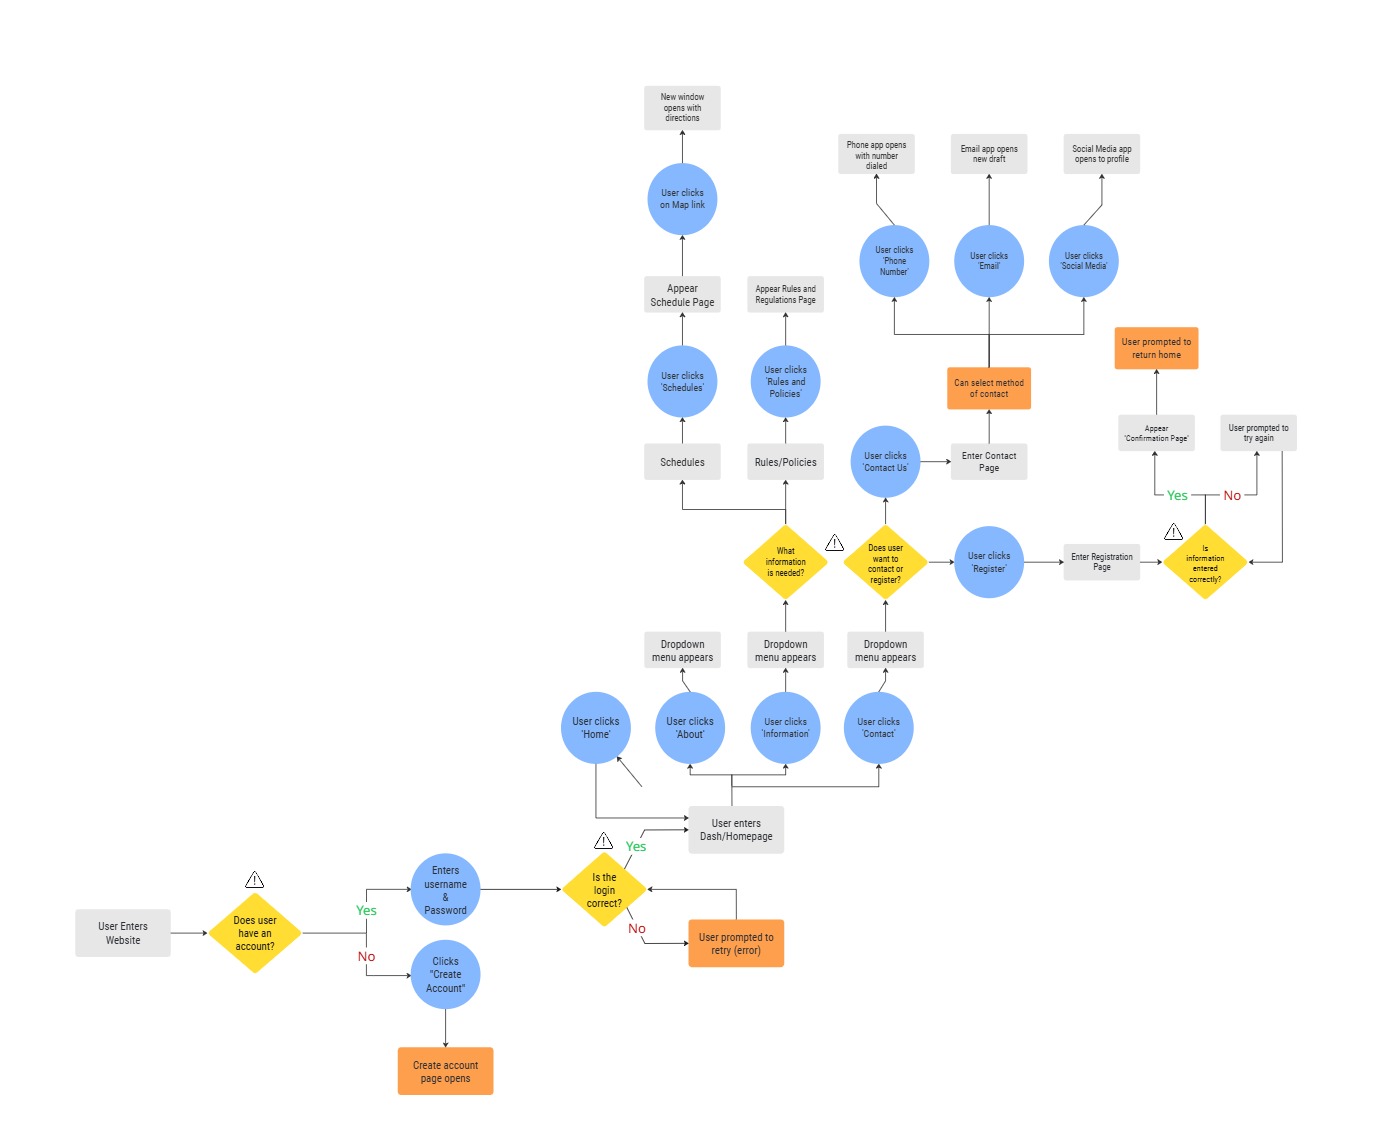 New window
opens with
directions
Phone app opens
with number
dialed
Email app opens
new draft
Social Media app
opens to profile
User clicks
on Map link
User clicks
'Phone
Number'
User clicks
'Email'
User clicks
'Social Media'
Appear
Schedule Page
Appear Rules and
Regulations Page
User prompted to
return home
User clicks
'Schedules'
User clicks
'Rules and
Policies'
Can select method
of contact
Appear
'Confirmation Page'
User prompted to
try again
Schedules
Rules/Policies
User clicks
'Contact Us'
Enter Contact
Page
Yes
No
What
information
is needed?
Does user
want to
contact or
register?
User clicks
'Register'
Enter Registration
Page
Is
information
entered
correctly?
Dropdown
menu appears
Dropdown
menu appears
Dropdown
menu appears
User clicks
'Home'
User clicks
'About'
User clicks
'Information'
User clicks
'Contact'
User enters
Dash/Homepage
Yes
Is the
login
correct?
No
User prompted to
retry (error)
User Enters
Website
Does user
have an
account?
Yes
No
Enters
username
&
Password
Clicks
"Create
Account"
Create account
page opens